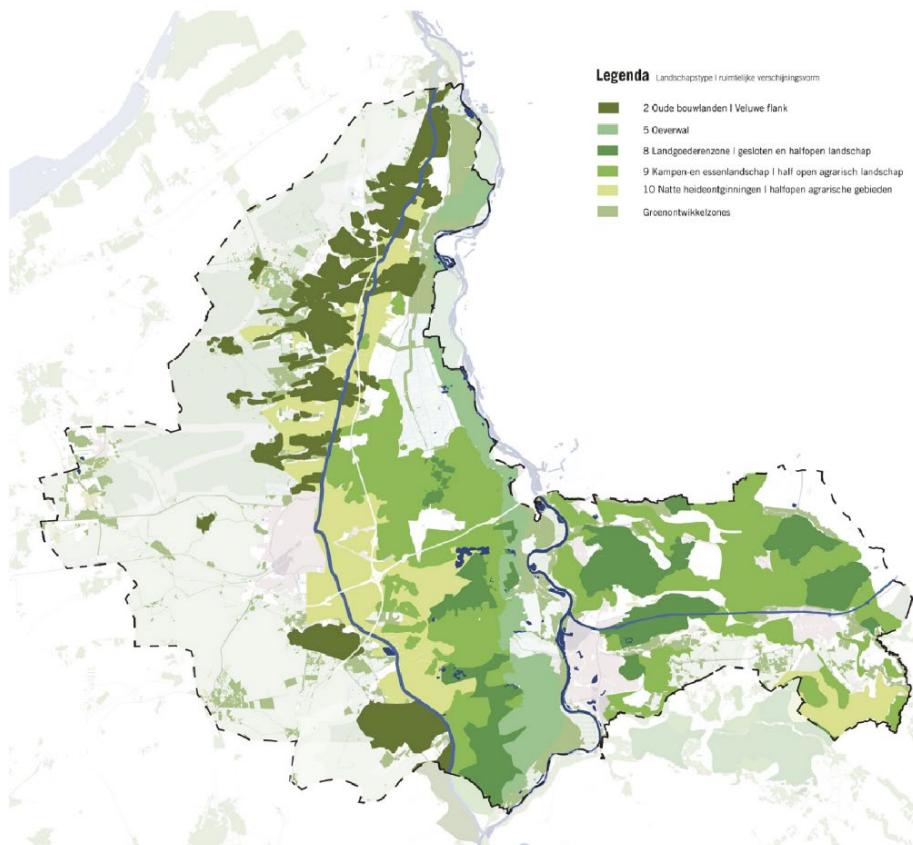 Legenda Landschapstype | ruimtelijke verschijningsvorm
2 Oude bouwlanden | Veluwe flank
5 Oeverwal
8 Landgoederenzone | gesloten en halfopen landschap
9 Kampen-en essenlandschap | half open agrarisch landschap
10 Natte heideontginningen | halfopen agrarische gebieden
Groenontwikkelzones